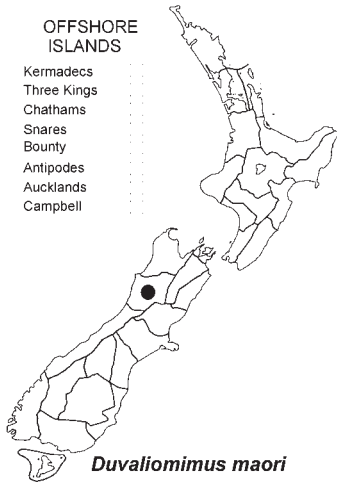 OFFSHORE
ISLANDS
Kermadecs
Three Kings
Chathams
Snares
Bounty
Antipodes
Aucklands
Campbell
Duvaliomimus maori